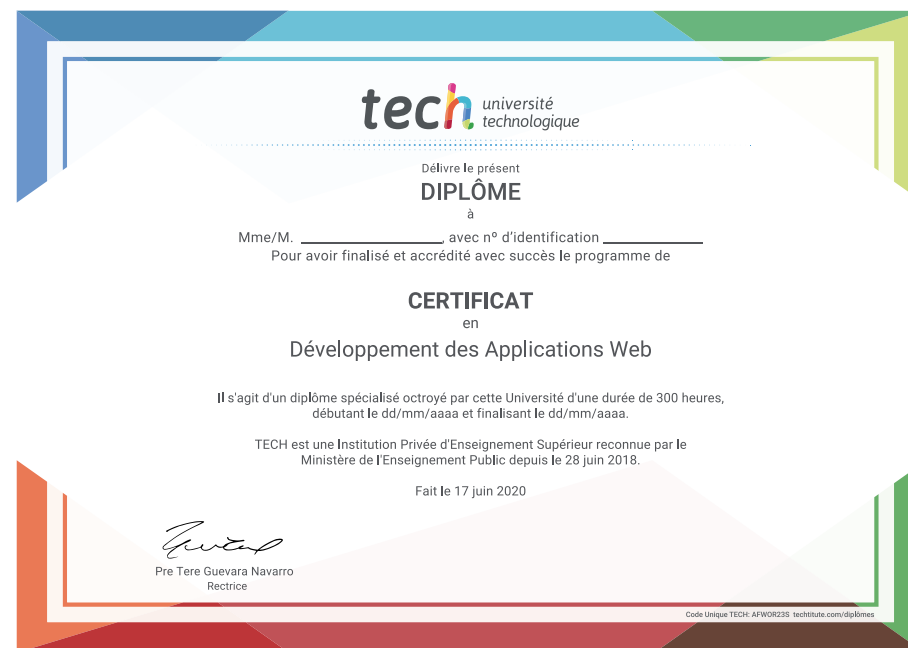 tech université
technologique
Délivre le présent
DIPLÔME
à
Mme/M. ____________________, avec nº d'identification ______________
Pour avoir finalisé et accrédité avec succès le programme de
CERTIFICAT
en
Développement des Applications Web
Il s'agit d'un diplôme spécialisé octroyé par cette Université d'une durée de 300 heures,
débutant le dd/mm/aaaa et finalisant le dd/mm/aaaa.
TECH est une Institution Privée d'Enseignement Supérieur reconnue par le
Ministère de l'Enseignement Public depuis le 28 juin 2018.
Fait le 17 juin 2020
Pre Tere Guevara Navarro
Rectrice
Code Unique TECH: AFWOR23S techtitute.com/diplômes